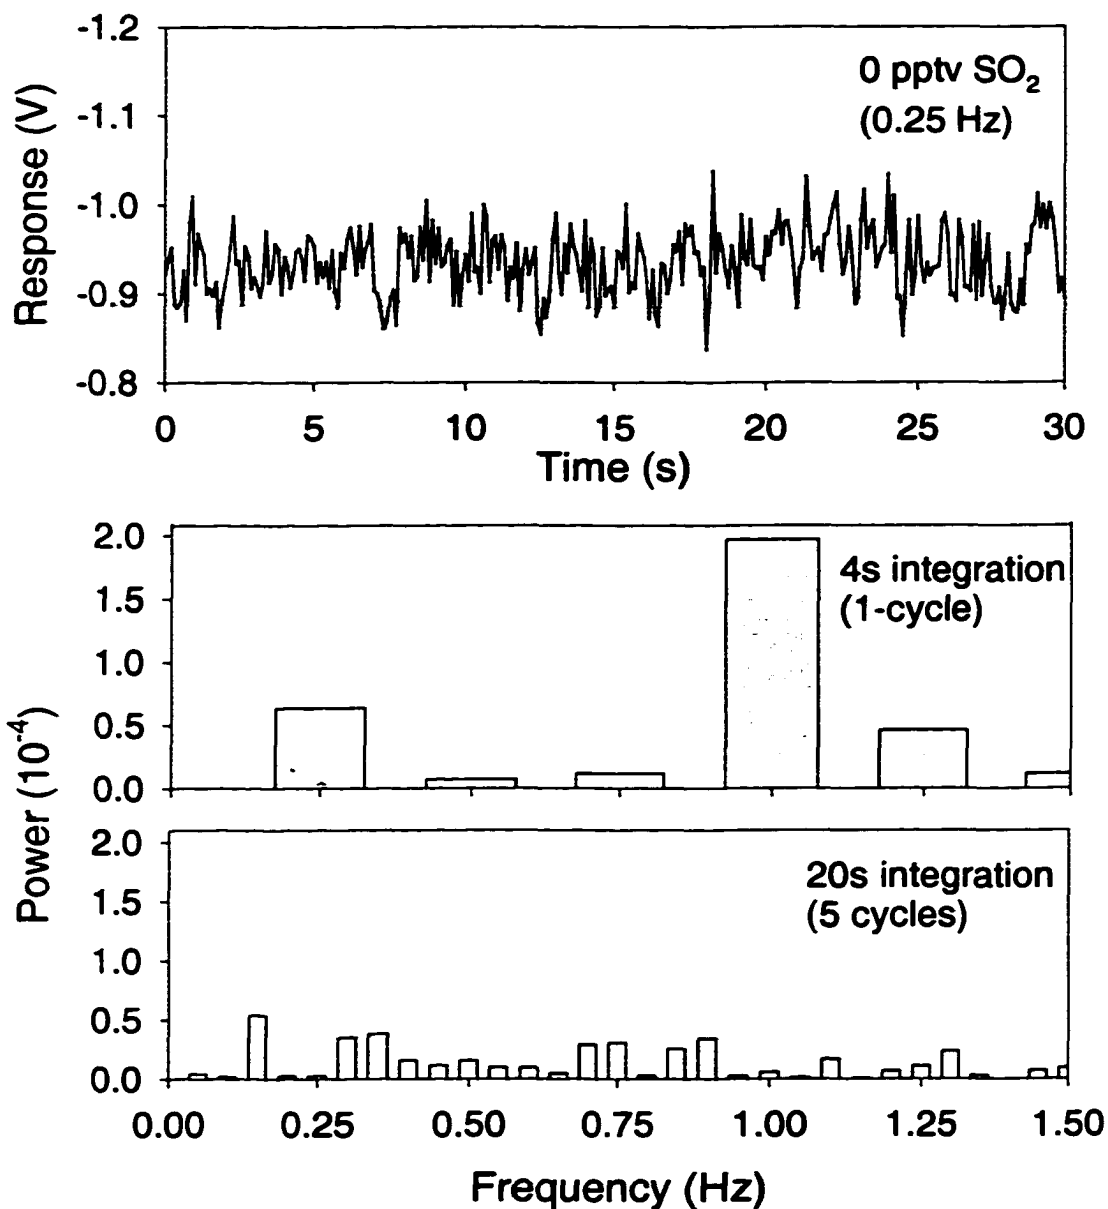 -1.2
-1.1
-1.0
-0.9
-0.8
Response (V)
0 pptv SO₂
(0.25 Hz)
0 5 10 15 20 25 30
Time (s)
2.0
1.5
1.0
0.5
0.0
4s integration
(1-cycle)
Power (10⁻⁴)
2.0
1.5
1.0
0.5
0.0
20s integration
(5 cycles)
0.00 0.25 0.50 0.75 1.00 1.25 1.50
Frequency (Hz)